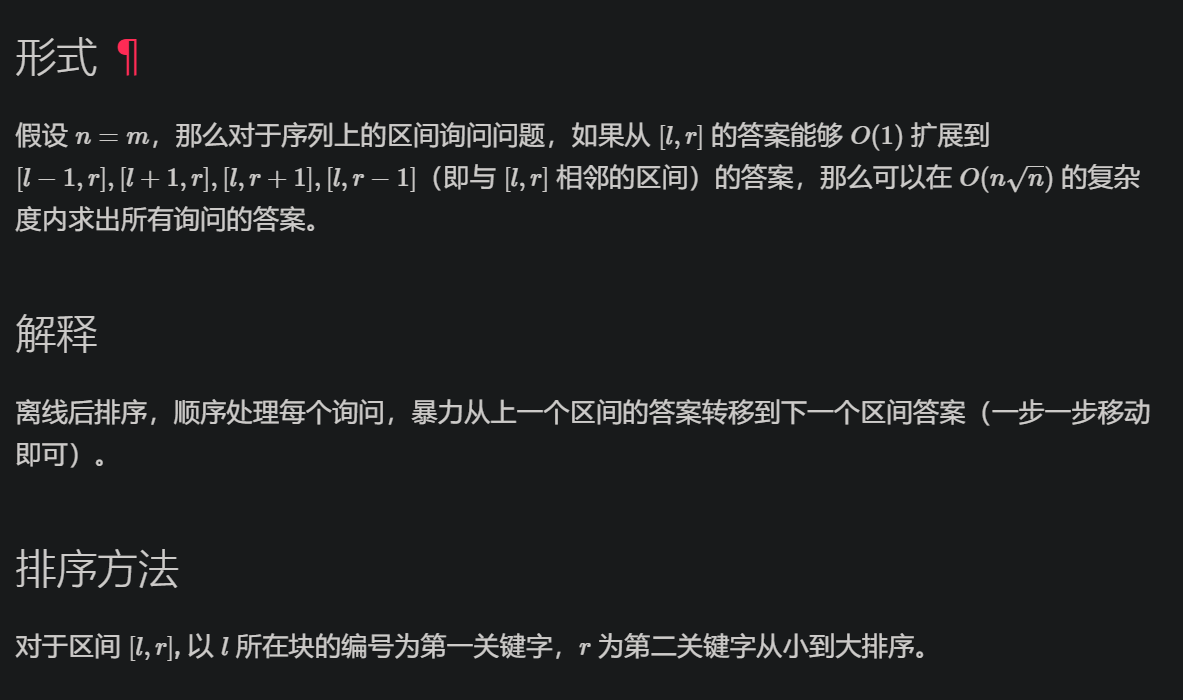 形式 ¶
假设 n = m，那么对于序列上的区间询问问题，如果从 [l, r] 的答案能够 O(1) 扩展到
[l − 1, r], [l + 1, r], [l, r + 1], [l, r − 1]（即与 [l, r] 相邻的区间）的答案，那么可以在 O(n√n) 的复杂
度内求出所有询问的答案。
解释
离线后排序，顺序处理每个询问，暴力从上一个区间的答案转移到下一个区间答案（一步一步移动
即可）。
排序方法
对于区间 [l, r], 以 l 所在块的编号为第一关键字，r 为第二关键字从小到大排序。